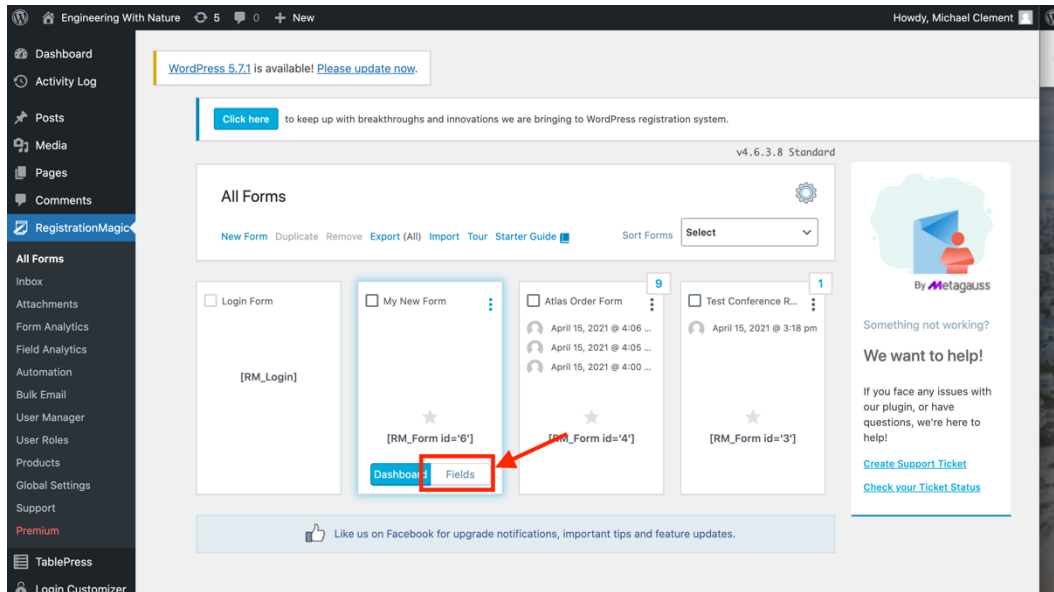 Engineering With Nature 5 0 + New Howdy, Michael Clement
Dashboard
Activity Log
Posts
Media
Pages
Comments
RegistrationMagic
All Forms
Inbox
Attachments
Form Analytics
Field Analytics
Automation
Bulk Email
User Manager
User Roles
Products
Global Settings
Support
Premium
TablePress
Login Customizer
WordPress 5.7.1 is available! Please update now.
Click here to keep up with breakthroughs and innovations we are bringing to WordPress registration system.
v4.6.3.8 Standard
All Forms
New Form Duplicate Remove Export (All) Import Tour Starter Guide Sort Forms Select
Login Form
[RM_Login]
My New Form
[RM_Form id='6']
Dashboard Fields
9
Atlas Order Form
April 15, 2021 @ 4:06 ...
April 15, 2021 @ 4:05 ...
April 15, 2021 @ 4:00 ...
[RM_Form id='4']
1
Test Conference R...
April 15, 2021 @ 3:18 pm
[RM_Form id='3']
Like us on Facebook for upgrade notifications, important tips and feature updates.
By Metagauss
Something not working?
We want to help!
If you face any issues with
our plugin, or have
questions, we're here to
help!
Create Support Ticket
Check your Ticket Status